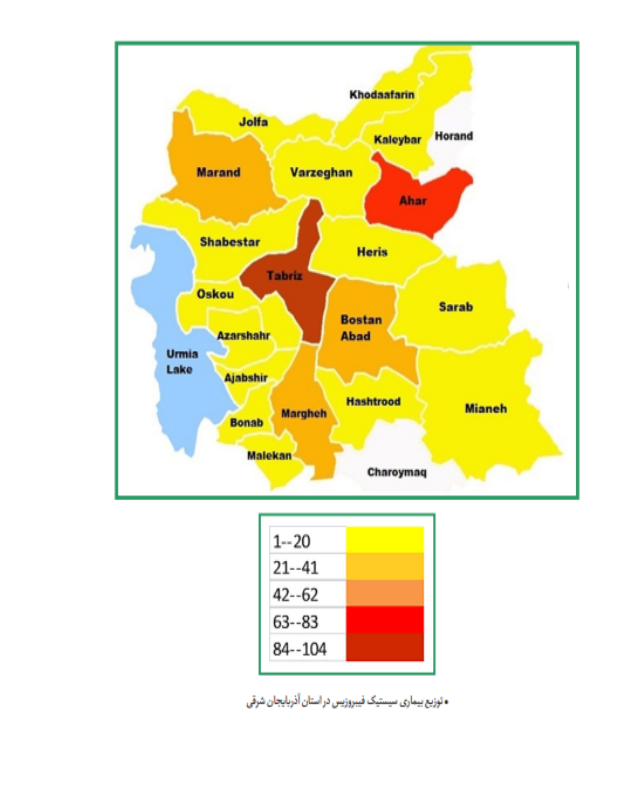 Khodaafarin
Jolfa
Kaleybar
Horand
Marand
Varzeghan
Ahar
Shabestar
Heris
Tabriz
Oskou
Sarab
Bostan
Abad
Azarshahr
Urmia
Lake
Ajabshir
Hashtrood
Mianeh
Margheh
Bonab
Malekan
Charoymaq
1--20
21--41
42--62
63--83
84--104
• توزیع بیماری سیستیک فیبروزیس در استان آذربایجان شرقی